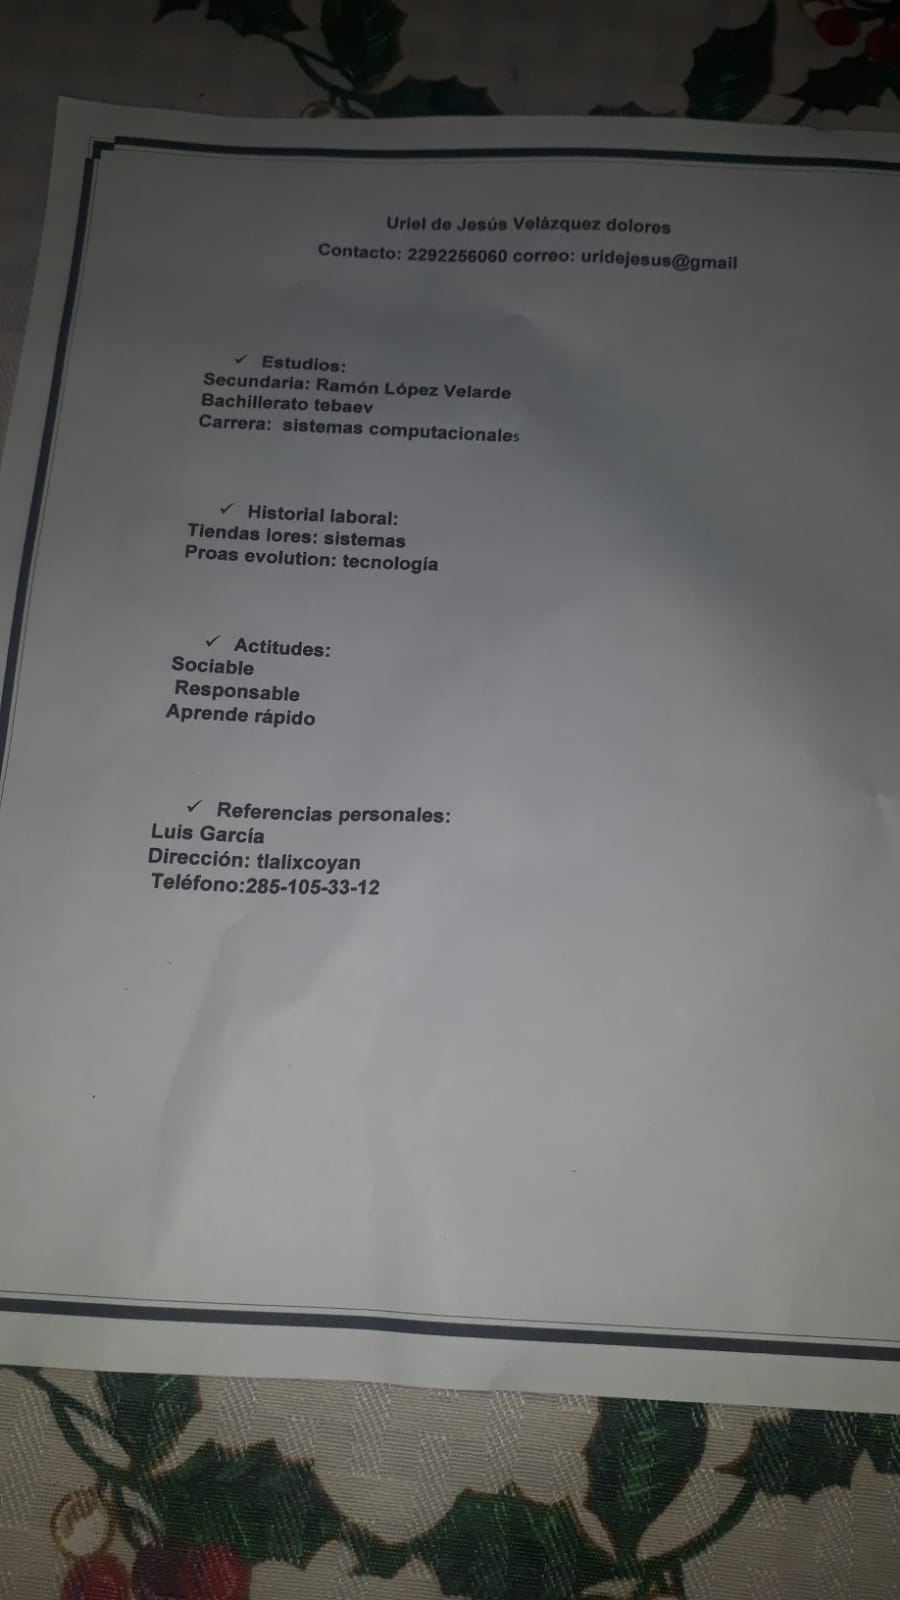 Uriel de Jesús Velázquez dolores
Contacto: 2292256060 correo: uridejesus@gmail
✓ Estudios:
Secundaria: Ramón López Velarde
Bachillerato tebaev
Carrera: sistemas computacionales
✓ Historial laboral:
Tiendas lores: sistemas
Proas evolution: tecnología
✓ Actitudes:
Sociable
Responsable
Aprende rápido
✓ Referencias personales:
Luis García
Dirección: tlalixcoyan
Teléfono:285-105-33-12